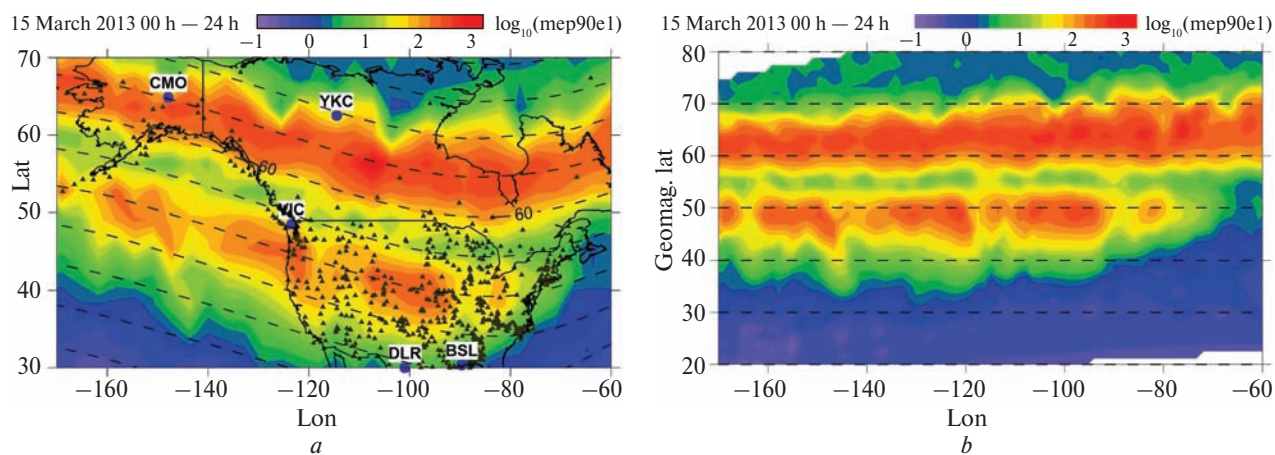 15 March 2013 00 h — 24 h
log₁₀(mep90e1)
−1 0 1 2 3
70
60
50
40
30
Lat
CMO
YKC
60
VIC
60
DLR
BSL
−160 −140 −120 −100 −80 −60
Lon
a
15 March 2013 00 h — 24 h
log₁₀(mep90e1)
−1 0 1 2 3
80
70
60
50
40
30
20
Geomag. lat
−160 −140 −120 −100 −80 −60
Lon
b